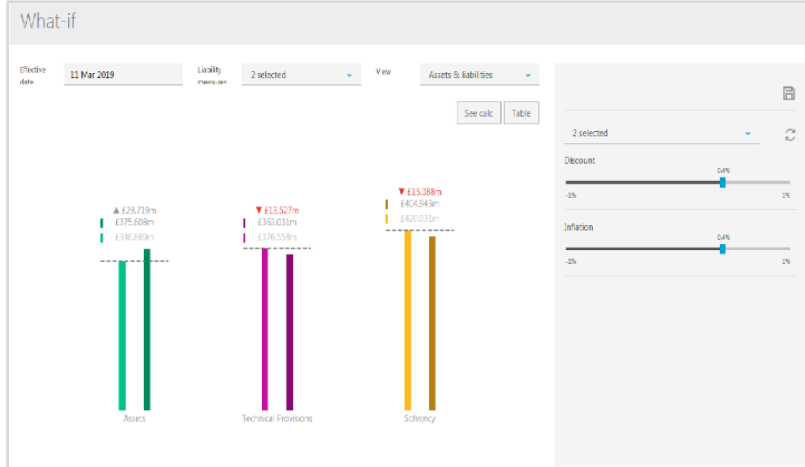 What-if
Effective date
11 Mar 2019
Liability measures
2 selected
View
Assets & liabilities
See calc
Table
2 selected
Discount
0.4%
-1%
1%
Inflation
0.4%
-1%
1%
▲ £28.719m
£375.608m
£346.889m
▼ £13.527m
£363.031m
£376.558m
▼ £15.088m
£404.943m
£420.031m
Assets
Technical Provisions
Solvency